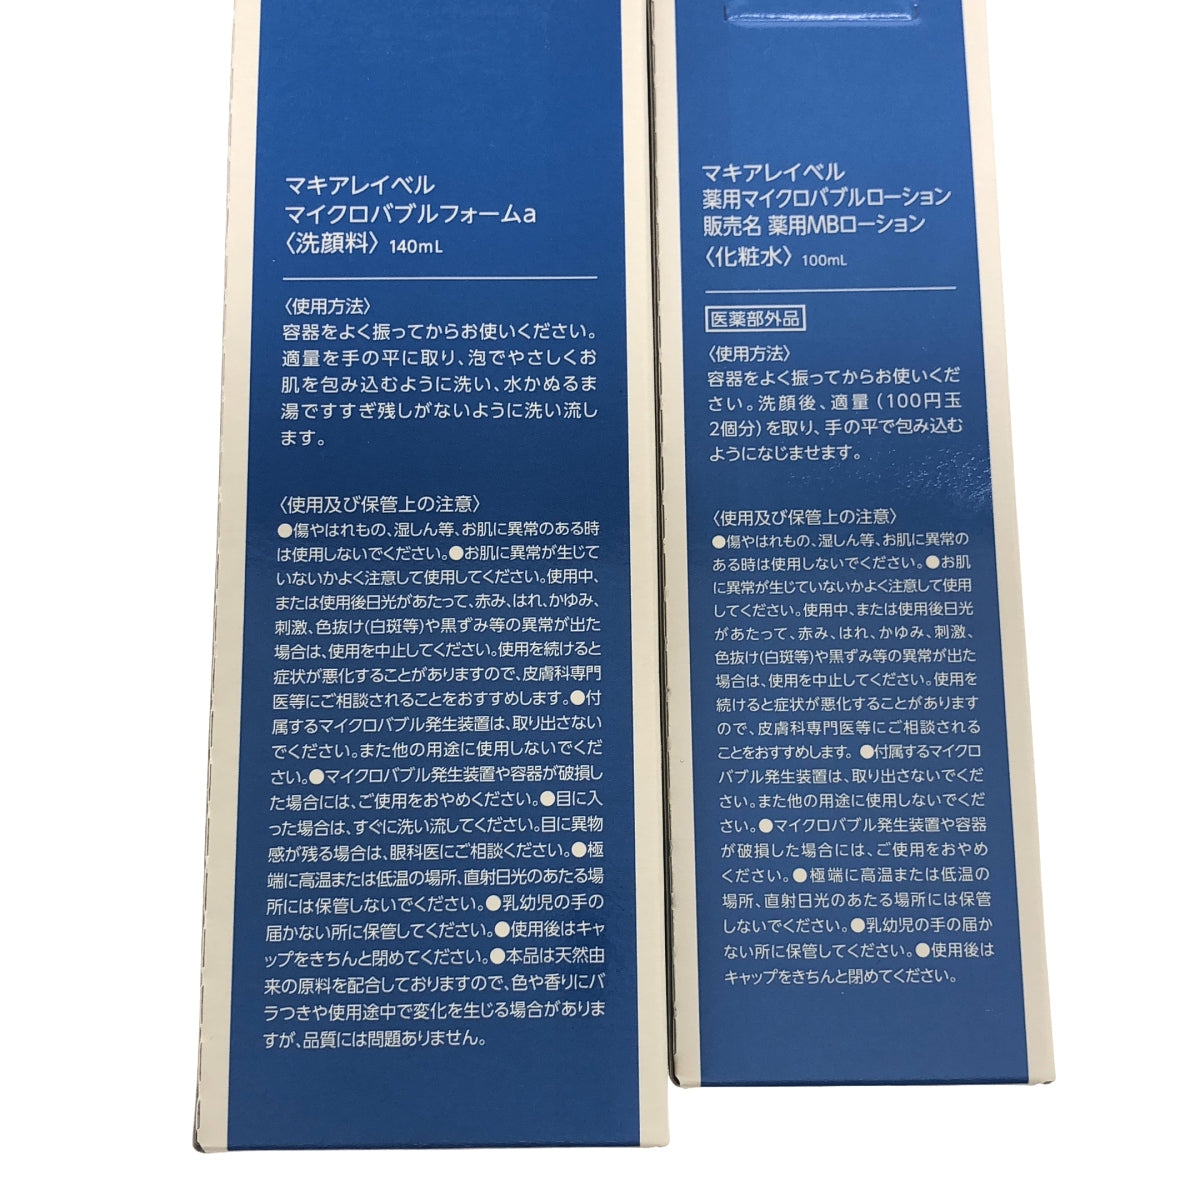 マキアレイベル
マイクロバブルフォームa
〈洗顔料〉 140mL
〈使用方法〉
容器をよく振ってからお使いください。
適量を手の平に取り、泡でやさしくお
肌を包み込むように洗い、水かぬるま
湯ですすぎ残しがないように洗い流し
ます。
〈使用及び保管上の注意〉
●傷やはれもの、湿しん等、お肌に異常のある時
は使用しないでください。●お肌に異常が生じて
いないかよく注意して使用してください。使用中、
または使用後日光があたって、赤み、はれ、かゆみ、
刺激、色抜け(白斑等)や黒ずみ等の異常が出た
場合は、使用を中止してください。使用を続けると
症状が悪化することがありますので、皮膚科専門
医等にご相談されることをおすすめします。●付
属するマイクロバブル発生装置は、取り出さない
でください。また他の用途に使用しないでくだ
さい。●マイクロバブル発生装置や容器が破損し
た場合には、ご使用をおやめください。●目に入
った場合は、すぐに洗い流してください。目に異物
感が残る場合は、眼科医にご相談ください。●極
端に高温または低温の場所、直射日光のあたる場
所には保管しないでください。●乳幼児の手の
届かない所に保管してください。●使用後はキャ
ップをきちんと閉めてください。●本品は天然由
来の原料を配合しておりますので、色や香りにバ
ラつきや使用途中で変化を生じる場合がありま
すが、品質には問題ありません。
マキアレイベル
薬用マイクロバブルローション
販売名 薬用MBローション
〈化粧水〉 100mL
医薬部外品
〈使用方法〉
容器をよく振ってからお使いくだ
さい。洗顔後、適量（100円玉
2個分）を取り、手の平で包み込む
ようになじませます。
〈使用及び保管上の注意〉
●傷やはれもの、湿しん等、お肌に異常の
ある時は使用しないでください。●お肌
に異常が生じていないかよく注意して使用
してください。使用中、または使用後日光
があたって、赤み、はれ、かゆみ、刺激、
色抜け(白斑等)や黒ずみ等の異常が出た
場合は、使用を中止してください。使用を
続けると症状が悪化することがあります
ので、皮膚科専門医等にご相談される
ことをおすすめします。●付属するマイクロ
バブル発生装置は、取り出さないでくだ
さい。また他の用途に使用しないでくだ
さい。●マイクロバブル発生装置や容器
が破損した場合には、ご使用をおやめ
ください。●極端に高温または低温の
場所、直射日光のあたる場所には保管
しないでください。●乳幼児の手の届か
ない所に保管してください。●使用後は
キャップをきちんと閉めてください。